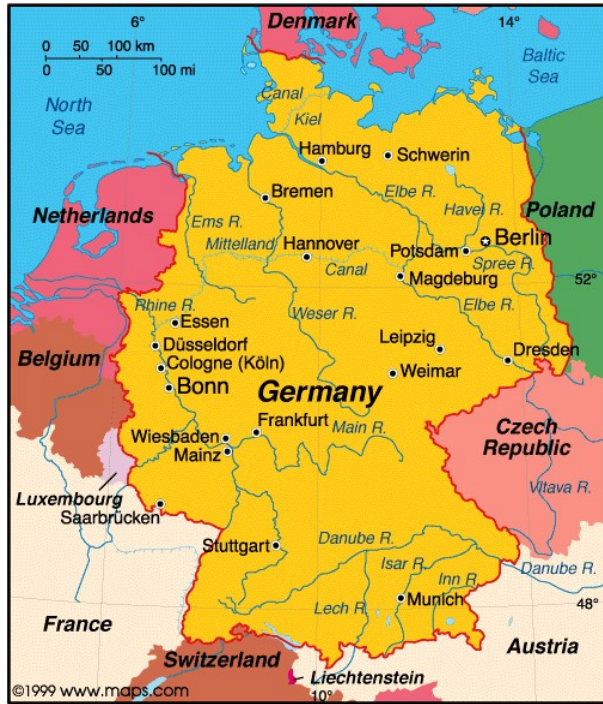 6°
14°
Denmark
0 50 100 km
0 50 100 mi
Baltic
Sea
North
Sea
Canal
Kiel
Hamburg
Schwerin
Bremen
Elbe R.
Havel R.
Netherlands
Ems R.
Poland
Mittelland
Hannover
Berlin
Potsdam
Spree R.
Canal
Magdeburg
52°
Rhine R.
Weser R.
Elbe R.
Essen
Düsseldorf
Leipzig
Belgium
Cologne (Köln)
Dresden
Weimar
Bonn
Germany
Frankfurt
Czech
Republic
Wiesbaden
Main R.
Mainz
Vltava R.
Luxembourg
Saarbrücken
Stuttgart
Danube R.
Isar R.
Inn R.
Danube R.
Lech R.
Munich
48°
France
Austria
Switzerland
Liechtenstein
©1999 www.maps.com
10°